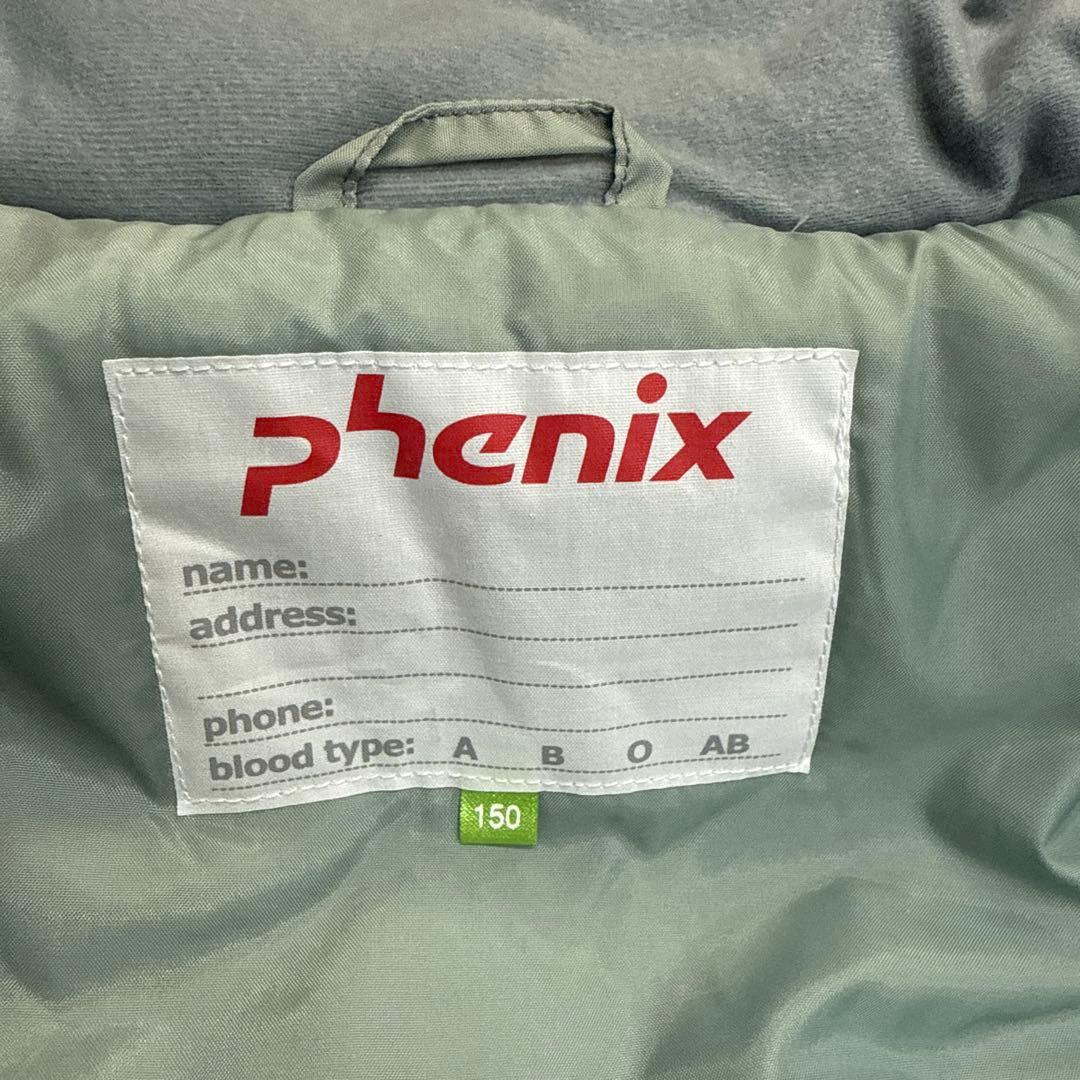 phenix
name:
address:
phone:
blood type: A B O AB
150